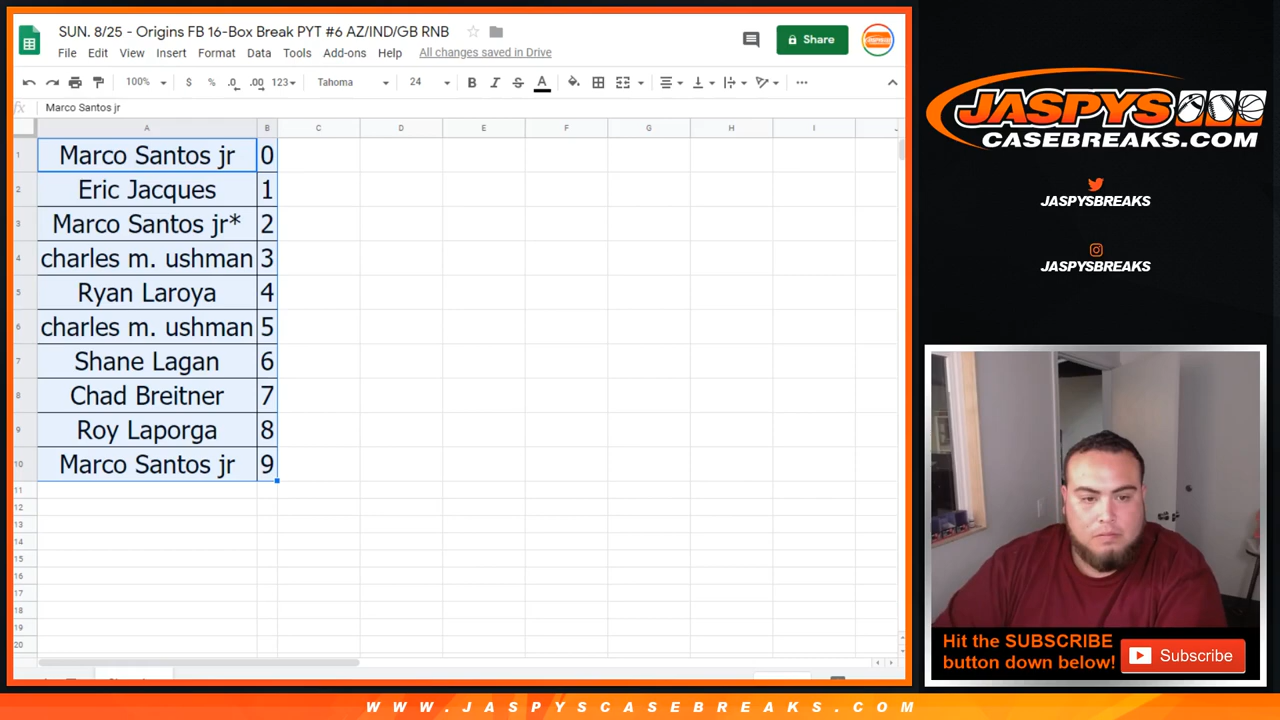 SUN. 8/25 - Origins FB 16-Box Break PYT #6 AZ/IND/GB RNB
File Edit View Insert Format Data Tools Add-ons Help All changes saved in Drive
Share
100% $ % .0 .00 123 Tahoma 24 B I S A
fx Marco Santos jr
A B C D E F G H I
1 Marco Santos jr 0
2 Eric Jacques 1
3 Marco Santos jr* 2
4 charles m. ushman 3
5 Ryan Laroya 4
6 charles m. ushman 5
7 Shane Lagan 6
8 Chad Breitner 7
9 Roy Laporga 8
10 Marco Santos jr 9
11
12
13
14
15
16
17
18
19
20
JASPYS
CASEBREAKS.COM
JASPYSBREAKS
JASPYSBREAKS
Hit the SUBSCRIBE
button down below!
Subscribe
WWW.JASPYSCASEBREAKS.COM